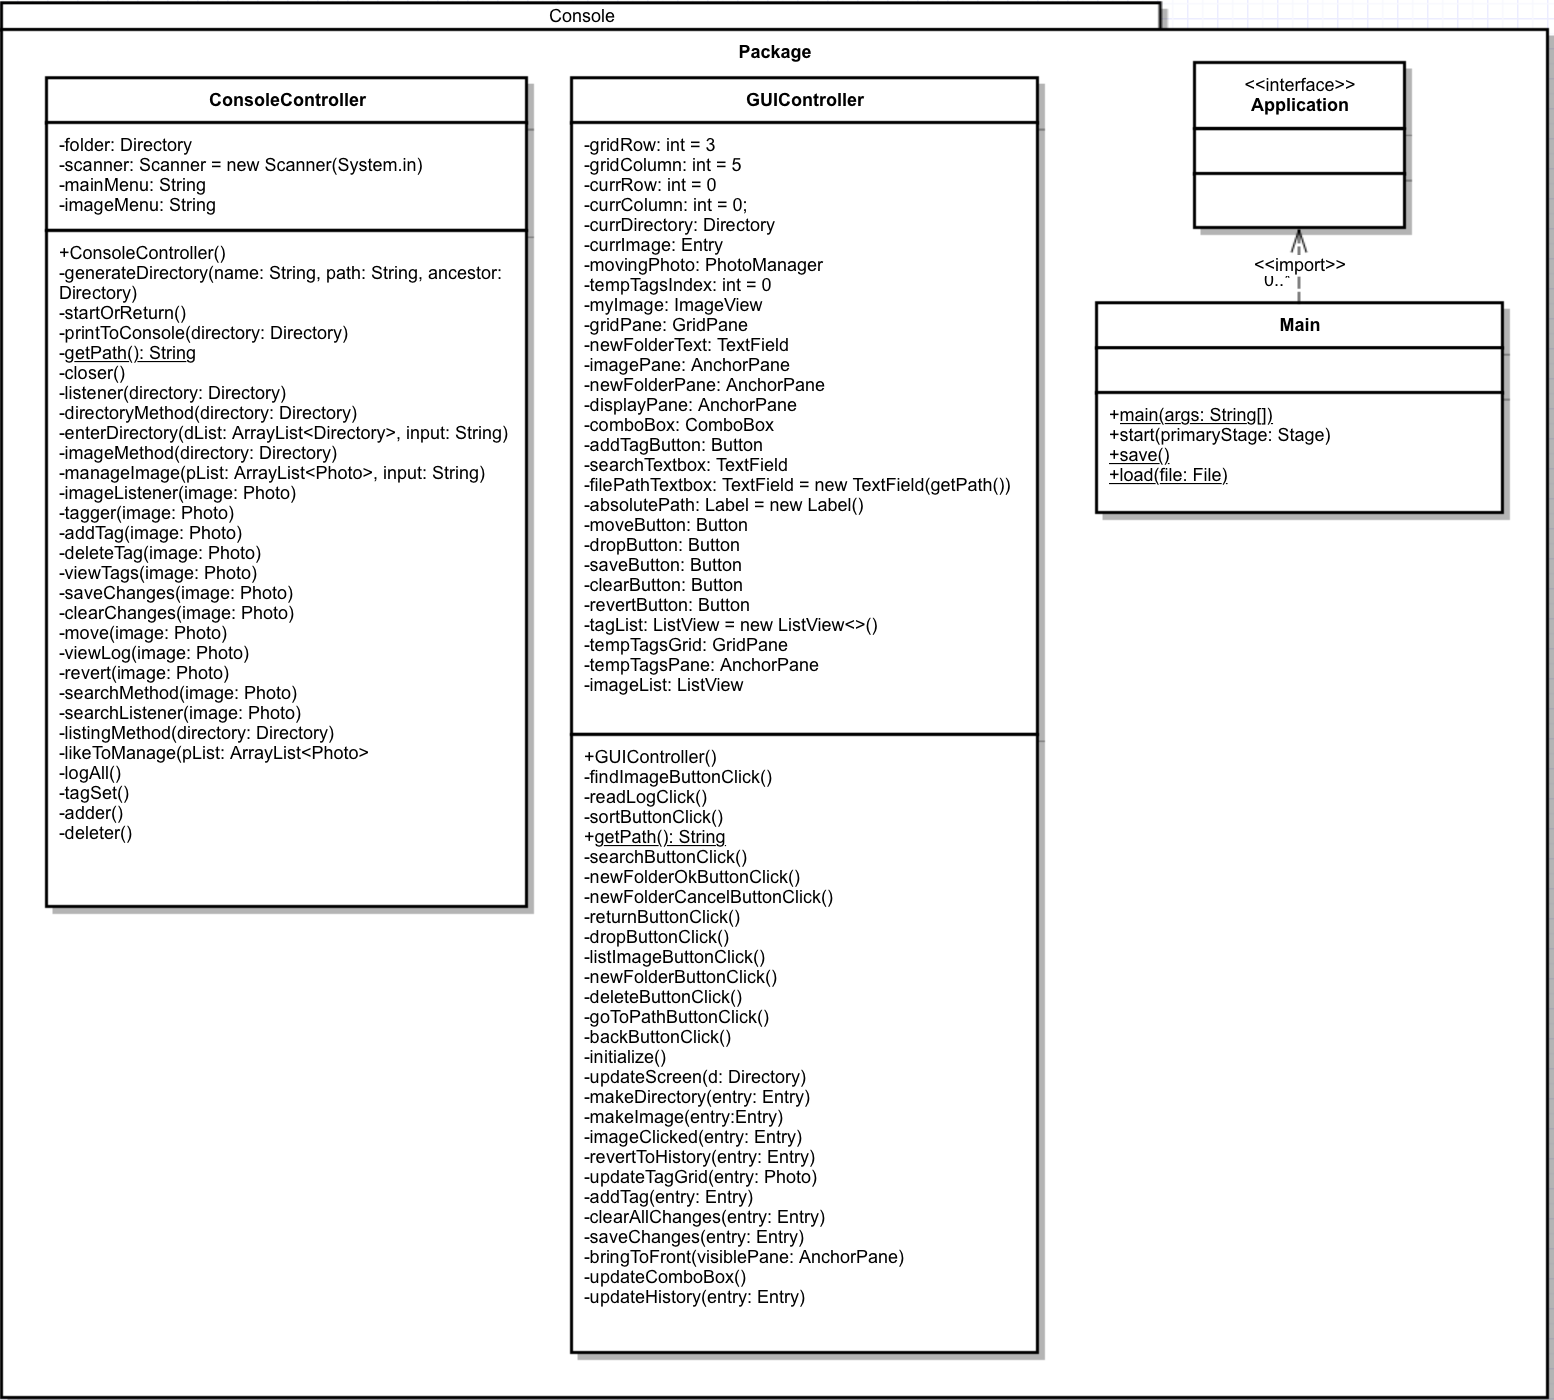 Console
Package
ConsoleController
-folder: Directory
-scanner: Scanner = new Scanner(System.in)
-mainMenu: String
-imageMenu: String
+ConsoleController()
-generateDirectory(name: String, path: String, ancestor:
Directory)
-startOrReturn()
-printToConsole(directory: Directory)
-getPath(): String
-closer()
-listener(directory: Directory)
-directoryMethod(directory: Directory)
-enterDirectory(dList: ArrayList<Directory>, input: String)
-imageMethod(directory: Directory)
-manageImage(pList: ArrayList<Photo>, input: String)
-imageListener(image: Photo)
-tagger(image: Photo)
-addTag(image: Photo)
-deleteTag(image: Photo)
-viewTags(image: Photo)
-saveChanges(image: Photo)
-clearChanges(image: Photo)
-move(image: Photo)
-viewLog(image: Photo)
-revert(image: Photo)
-searchMethod(image: Photo)
-searchListener(image: Photo)
-listingMethod(directory: Directory)
-likeToManage(pList: ArrayList<Photo>
-logAll()
-tagSet()
-adder()
-deleter()
GUIController
-gridRow: int = 3
-gridColumn: int = 5
-currRow: int = 0
-currColumn: int = 0;
-currDirectory: Directory
-currImage: Entry
-movingPhoto: PhotoManager
-tempTagsIndex: int = 0
-myImage: ImageView
-gridPane: GridPane
-newFolderText: TextField
-imagePane: AnchorPane
-newFolderPane: AnchorPane
-displayPane: AnchorPane
-comboBox: ComboBox
-addTagButton: Button
-searchTextbox: TextField
-filePathTextbox: TextField = new TextField(getPath())
-absolutePath: Label = new Label()
-moveButton: Button
-dropButton: Button
-saveButton: Button
-clearButton: Button
-revertButton: Button
-tagList: ListView = new ListView<>()
-tempTagsGrid: GridPane
-tempTagsPane: AnchorPane
-imageList: ListView
+GUIController()
-findImageButtonClick()
-readLogClick()
-sortButtonClick()
+getPath(): String
-searchButtonClick()
-newFolderOkButtonClick()
-newFolderCancelButtonClick()
-returnButtonClick()
-dropButtonClick()
-listImageButtonClick()
-newFolderButtonClick()
-deleteButtonClick()
-goToPathButtonClick()
-backButtonClick()
-initialize()
-updateScreen(d: Directory)
-makeDirectory(entry: Entry)
-makeImage(entry:Entry)
-imageClicked(entry: Entry)
-revertToHistory(entry: Entry)
-updateTagGrid(entry: Photo)
-addTag(entry: Entry)
-clearAllChanges(entry: Entry)
-saveChanges(entry: Entry)
-bringToFront(visiblePane: AnchorPane)
-updateComboBox()
-updateHistory(entry: Entry)
<<interface>>
Application
<<import>>
0..*
Main
+main(args: String[])
+start(primaryStage: Stage)
+save()
+load(file: File)